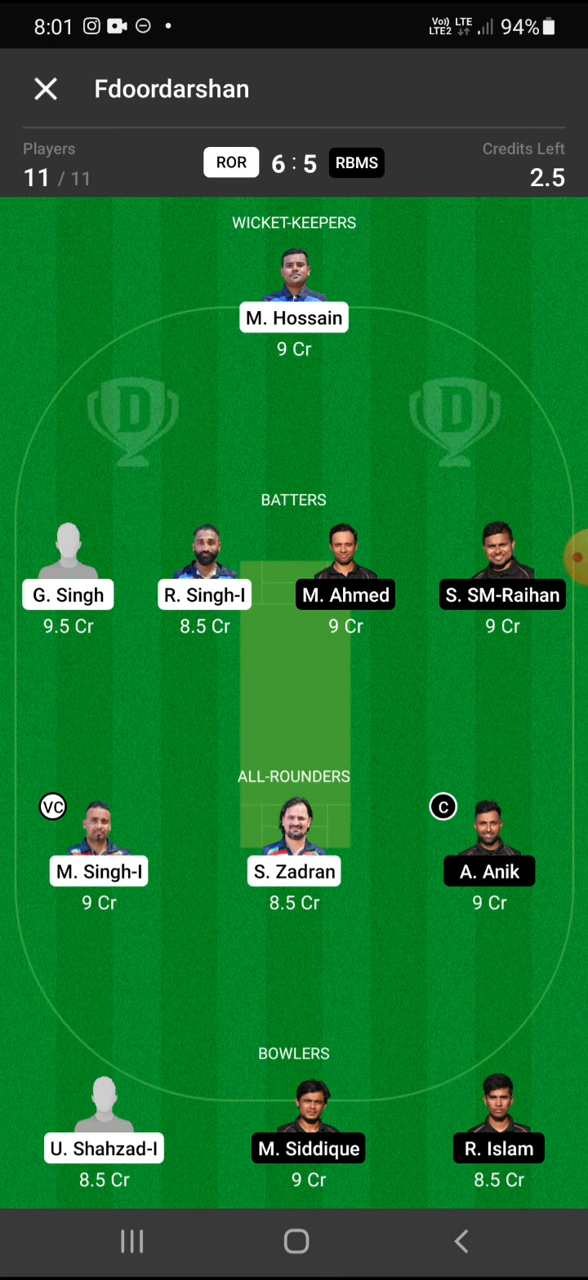 8:01
Vo)) LTE
LTE2
94%
Fdoordarshan
Players
11 / 11
ROR 6 : 5 RBMS
Credits Left
2.5
WICKET-KEEPERS
M. Hossain
9 Cr
D D
BATTERS
G. Singh R. Singh-I M. Ahmed S. SM-Raihan
9.5 Cr 8.5 Cr 9 Cr 9 Cr
ALL-ROUNDERS
VC C
M. Singh-I S. Zadran A. Anik
9 Cr 8.5 Cr 9 Cr
BOWLERS
U. Shahzad-I M. Siddique R. Islam
8.5 Cr 9 Cr 8.5 Cr